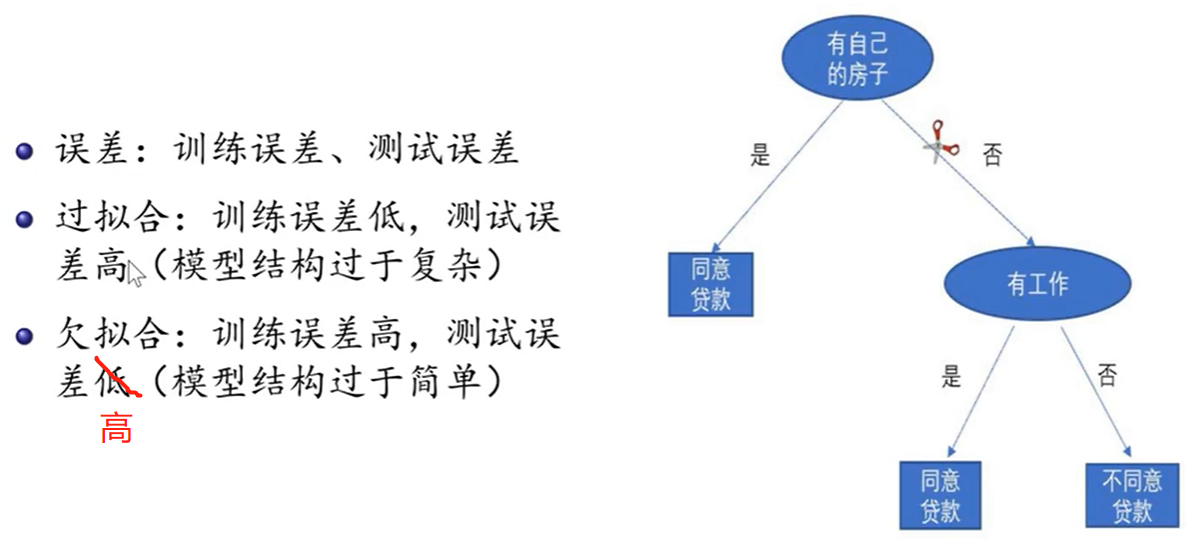 误差：训练误差、测试误差
过拟合：训练误差低，测试误
差高（模型结构过于复杂）
欠拟合：训练误差高，测试误
差低（模型结构过于简单）
高
有自己
的房子
是
否
同意
贷款
有工作
是
否
同意
贷款
不同意
贷款